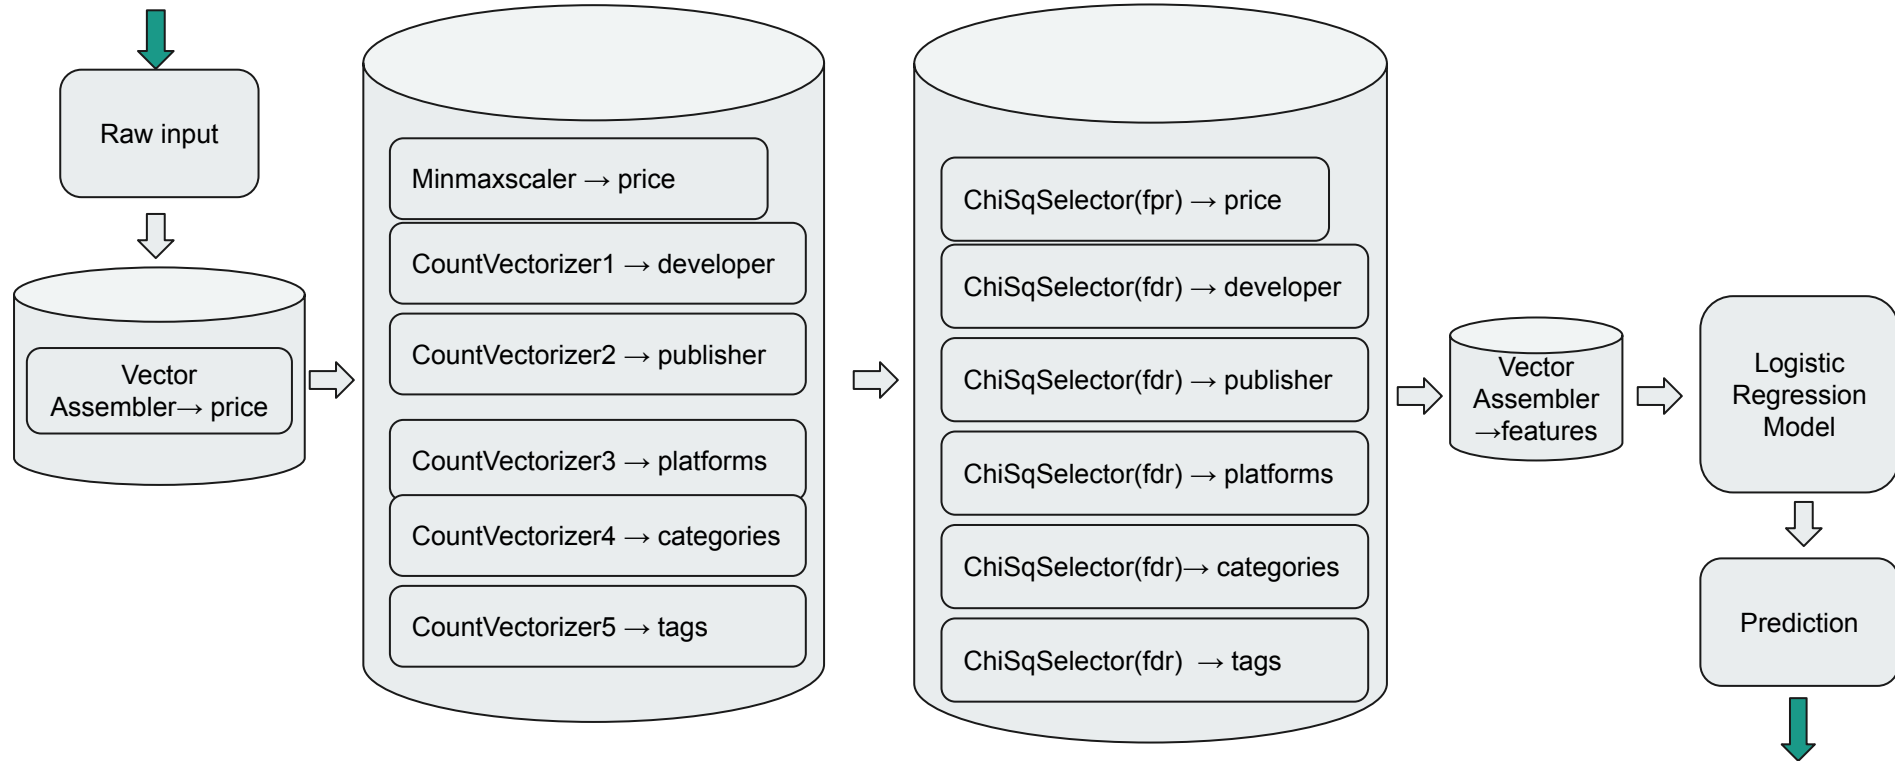 Raw input
Vector
Assembler→ price
Minmaxscaler → price
CountVectorizer1 → developer
CountVectorizer2 → publisher
CountVectorizer3 → platforms
CountVectorizer4 → categories
CountVectorizer5 → tags
ChiSqSelector(fpr) → price
ChiSqSelector(fdr) → developer
ChiSqSelector(fdr) → publisher
ChiSqSelector(fdr) → platforms
ChiSqSelector(fdr)→ categories
ChiSqSelector(fdr) → tags
Vector
Assembler
→features
Logistic
Regression
Model
Prediction